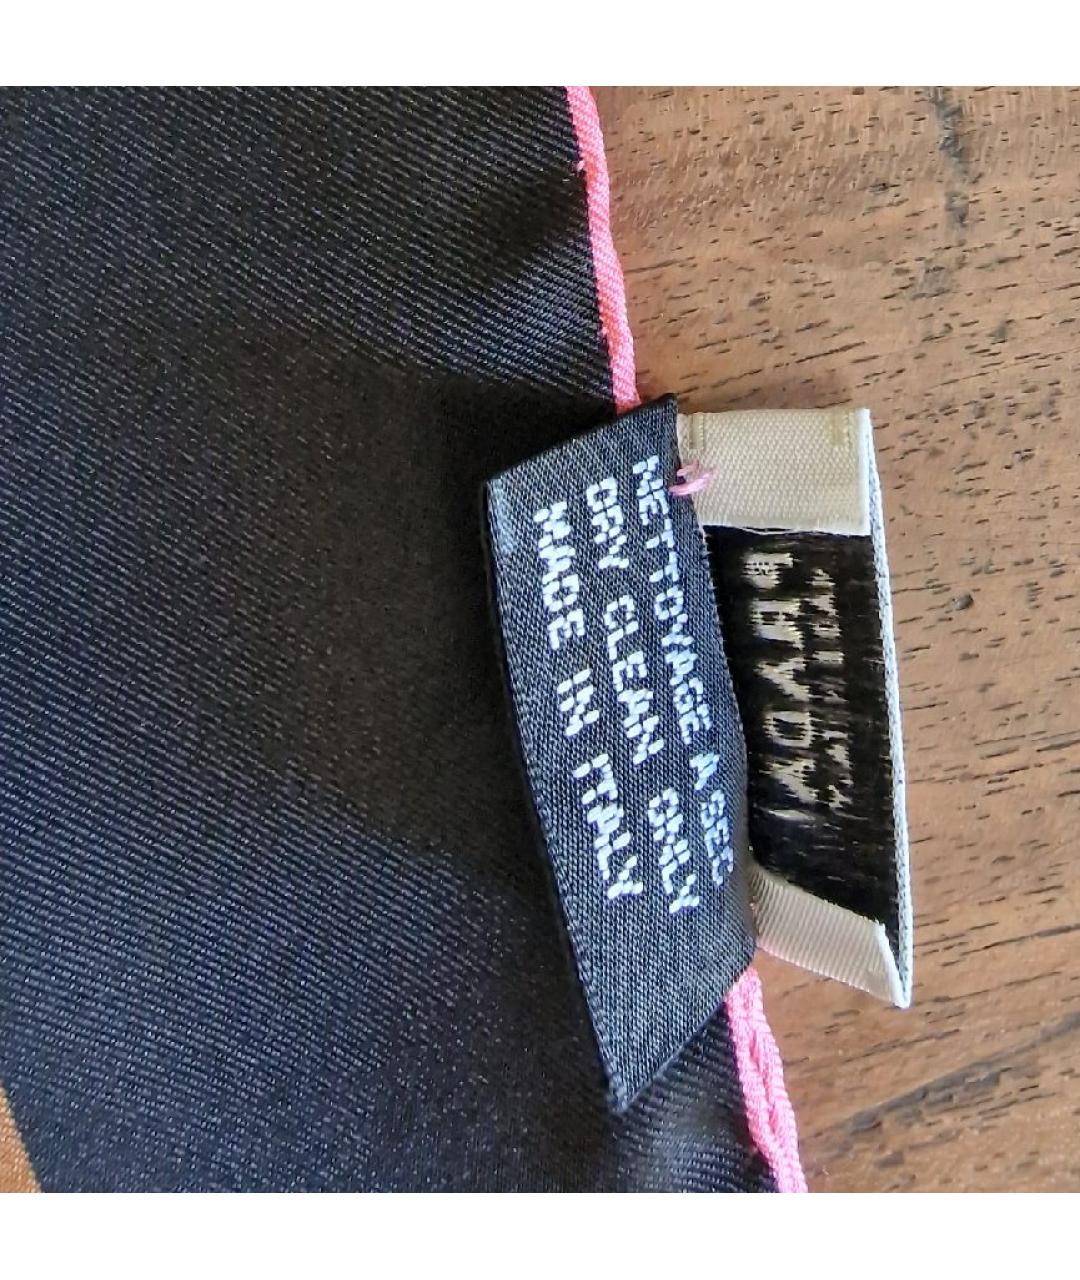 NETTOYAGE A SEC
DRY CLEAN ONLY
MADE IN ITALY